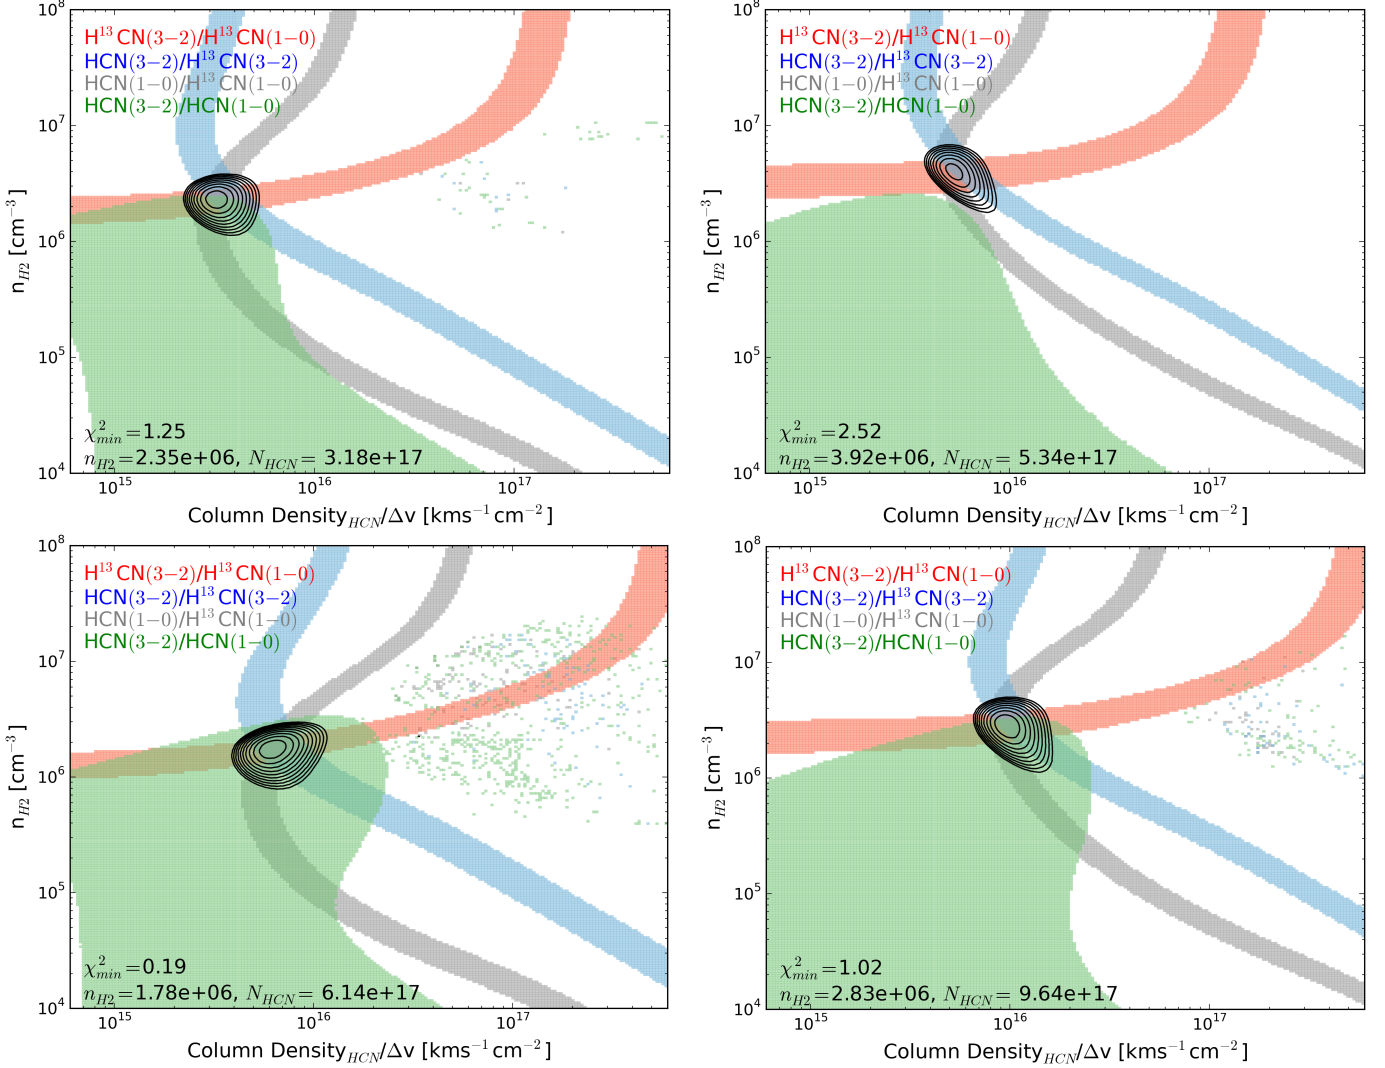 10⁸
H¹³CN(3−2)/H¹³CN(1−0)
HCN(3−2)/H¹³CN(3−2)
HCN(1−0)/H¹³CN(1−0)
HCN(3−2)/HCN(1−0)
10⁷
n_H2 [cm⁻³]
10⁶
10⁵
χ²_min=1.25
n_H2=2.35e+06, N_HCN= 3.18e+17
10⁴
10¹⁵ 10¹⁶ 10¹⁷
Column Density_HCN/Δv [kms⁻¹cm⁻²]
10⁸
H¹³CN(3−2)/H¹³CN(1−0)
HCN(3−2)/H¹³CN(3−2)
HCN(1−0)/H¹³CN(1−0)
HCN(3−2)/HCN(1−0)
10⁷
n_H2 [cm⁻³]
10⁶
10⁵
χ²_min=2.52
n_H2=3.92e+06, N_HCN= 5.34e+17
10⁴
10¹⁵ 10¹⁶ 10¹⁷
Column Density_HCN/Δv [kms⁻¹cm⁻²]
10⁸
H¹³CN(3−2)/H¹³CN(1−0)
HCN(3−2)/H¹³CN(3−2)
HCN(1−0)/H¹³CN(1−0)
HCN(3−2)/HCN(1−0)
10⁷
n_H2 [cm⁻³]
10⁶
10⁵
χ²_min=0.19
n_H2=1.78e+06, N_HCN= 6.14e+17
10⁴
10¹⁵ 10¹⁶ 10¹⁷
Column Density_HCN/Δv [kms⁻¹cm⁻²]
10⁸
H¹³CN(3−2)/H¹³CN(1−0)
HCN(3−2)/H¹³CN(3−2)
HCN(1−0)/H¹³CN(1−0)
HCN(3−2)/HCN(1−0)
10⁷
n_H2 [cm⁻³]
10⁶
10⁵
χ²_min=1.02
n_H2=2.83e+06, N_HCN= 9.64e+17
10⁴
10¹⁵ 10¹⁶ 10¹⁷
Column Density_HCN/Δv [kms⁻¹cm⁻²]